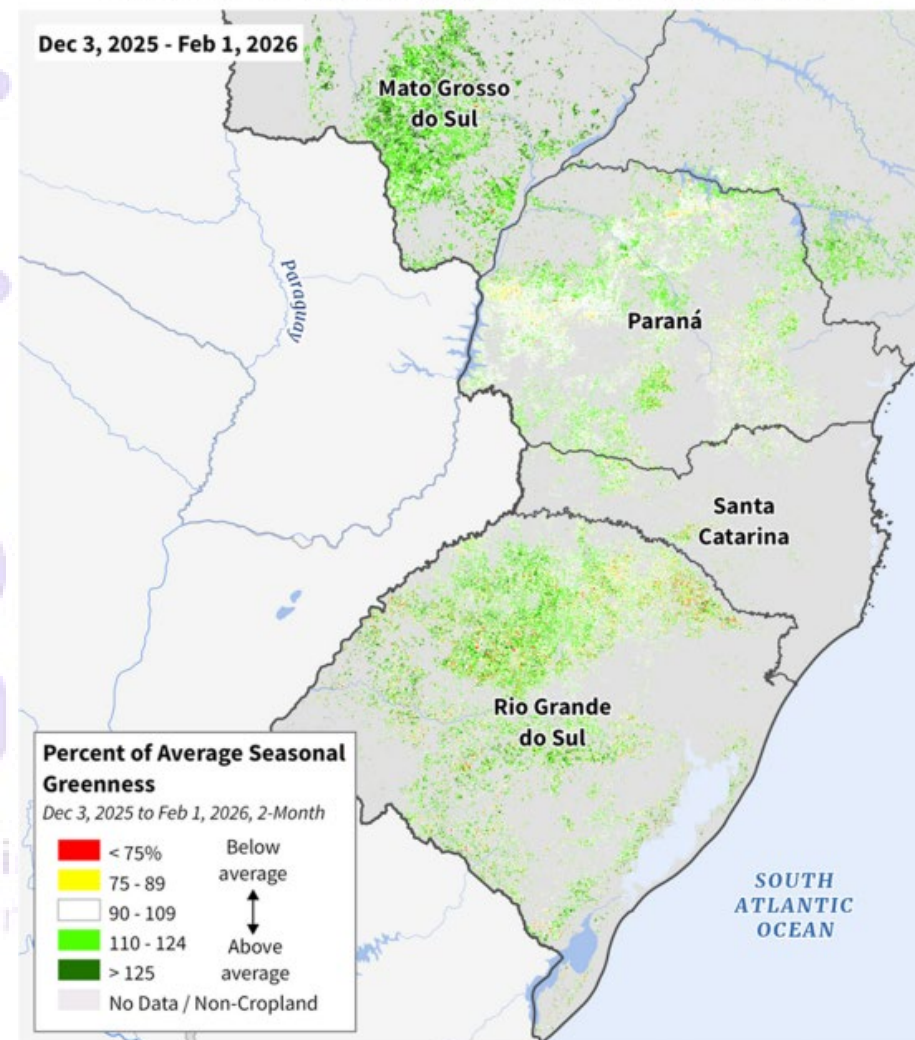 Dec 3, 2025 - Feb 1, 2026
Mato Grosso
do Sul
Paraguay
Paraná
Santa
Catarina
Rio Grande
do Sul
Percent of Average Seasonal
Greenness
Dec 3, 2025 to Feb 1, 2026, 2-Month
< 75%
75 - 89
90 - 109
110 - 124
> 125
No Data / Non-Cropland
Below
average
Above
average
SOUTH
ATLANTIC
OCEAN